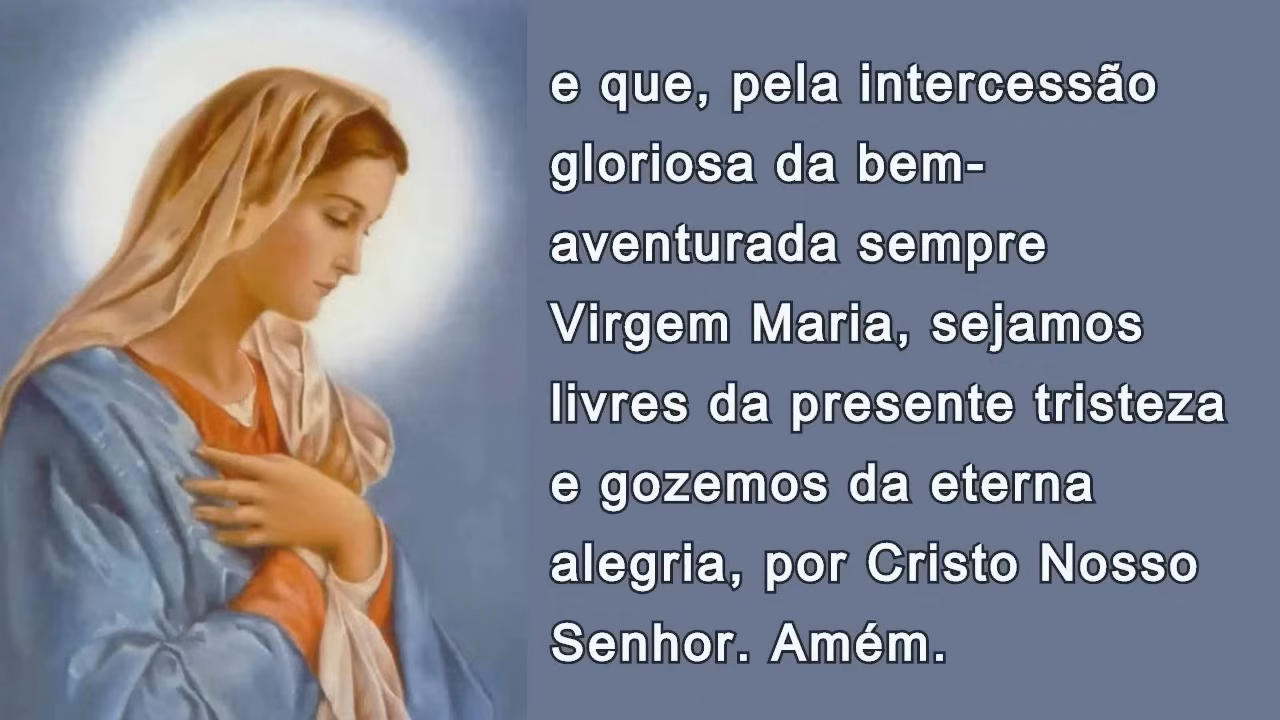 e que, pela intercessão
gloriosa da bem-
aventurada sempre
Virgem Maria, sejamos
livres da presente tristeza
e gozemos da eterna
alegria, por Cristo Nosso
Senhor. Amém.